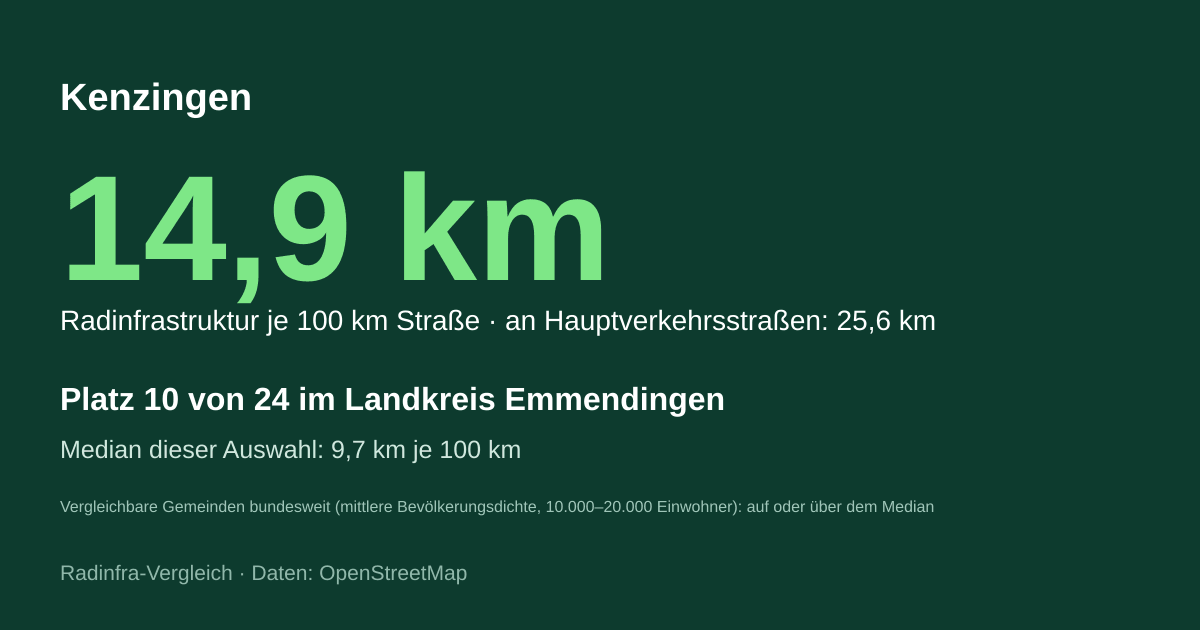 Kenzingen
14,9 km
Radinfrastruktur je 100 km Straße · an Hauptverkehrsstraßen: 25,6 km
Platz 10 von 24 im Landkreis Emmendingen
Median dieser Auswahl: 9,7 km je 100 km
Vergleichbare Gemeinden bundesweit (mittlere Bevölkerungsdichte, 10.000–20.000 Einwohner): auf oder über dem Median
Radinfra-Vergleich · Daten: OpenStreetMap